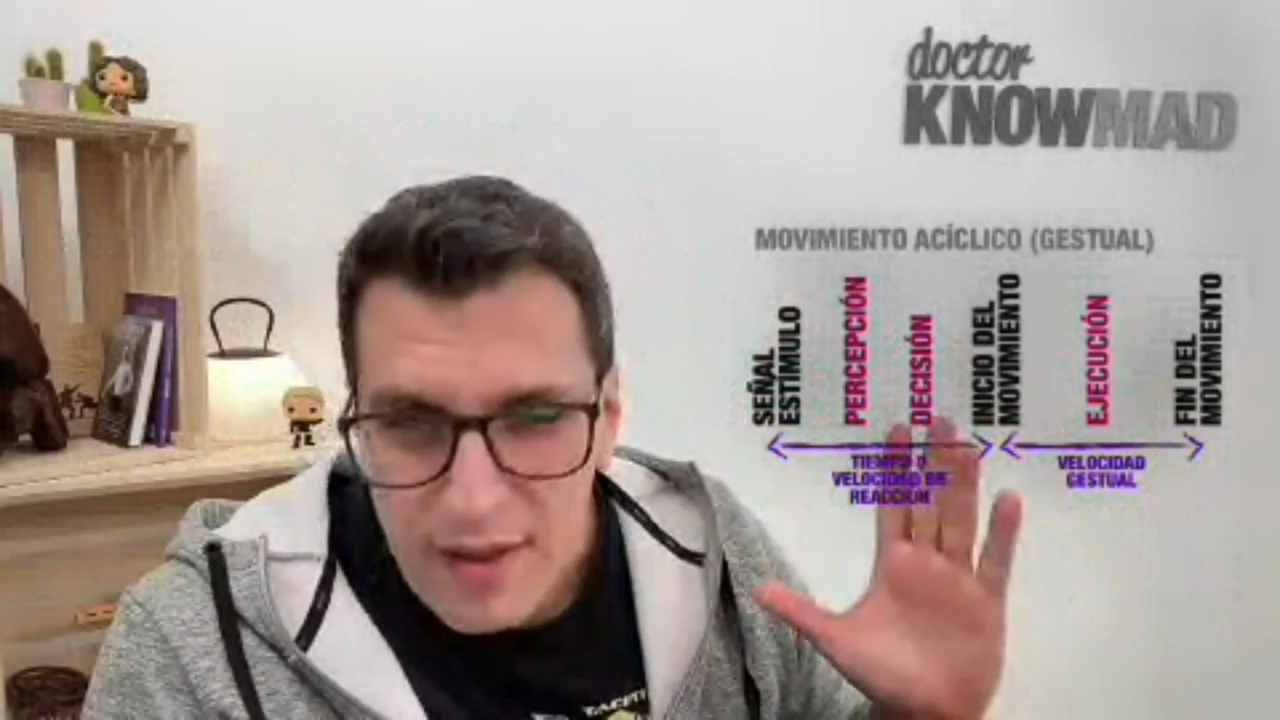 doctor
KNOWMAD
MOVIMIENTO ACÍCLICO (GESTUAL)
SEÑAL
ESTÍMULO
PERCEPCIÓN
DECISIÓN
INICIO DEL
MOVIMIENTO
EJECUCIÓN
FIN DEL
MOVIMIENTO
TIEMPO O
VELOCIDAD DE
REACCIÓN
VELOCIDAD
GESTUAL